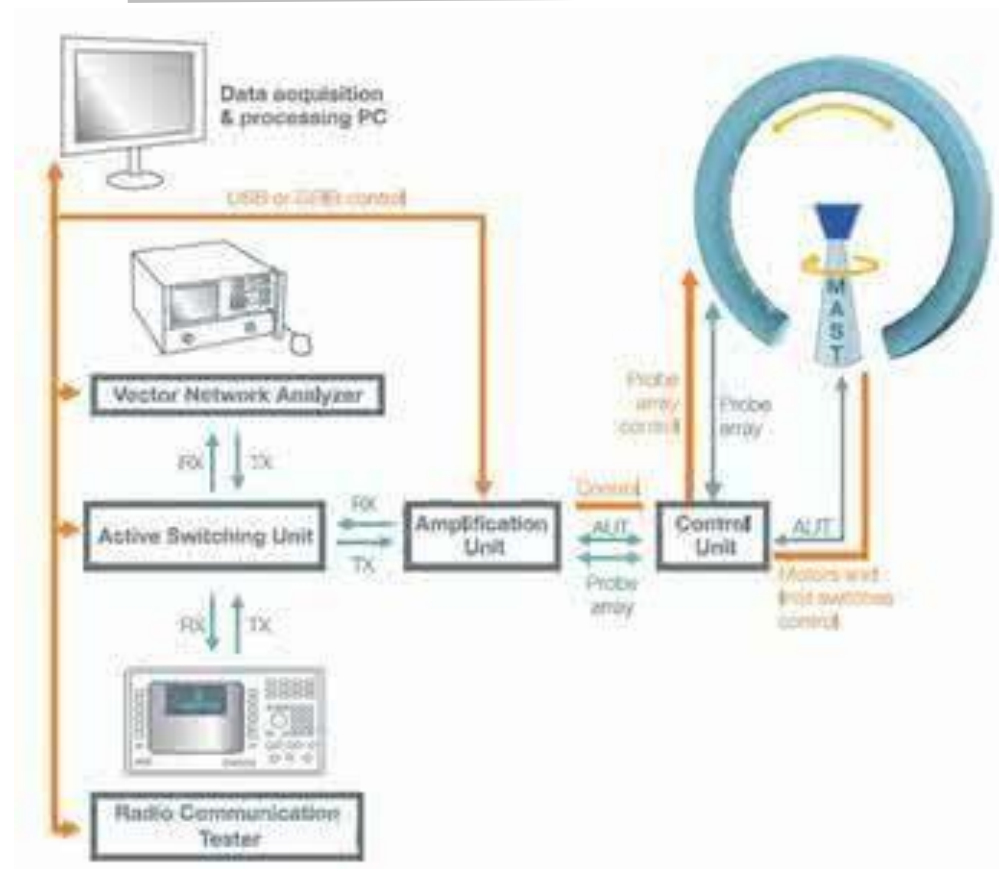 Data acquisition
& processing PC
USB or GPIB control
Vector Network Analyzer
RX
TX
Active Switching Unit
RX
TX
Amplification
Unit
Control
AUT
Probe
array
Control
Unit
Probe
array
control
Probe
array
MAST
AUT
Motors and
switches
control
RX
TX
Radio Communication
Tester